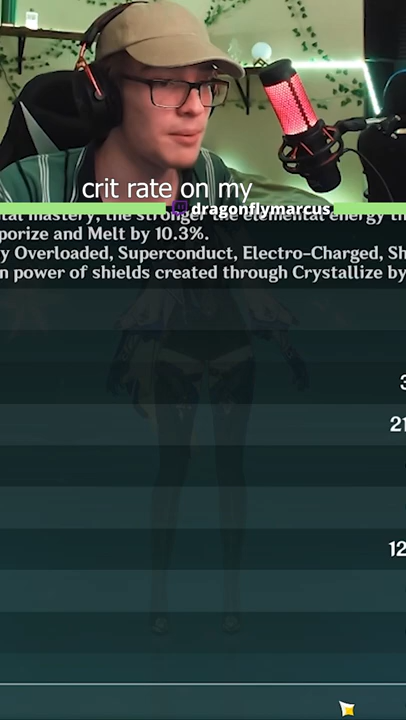 crit rate on my
dragonflymarcus
tal mastery, the stronger the elemental energy th
porize and Melt by 10.3%.
y Overloaded, Superconduct, Electro-Charged, Sh
n power of shields created through Crystallize by
3
21
12